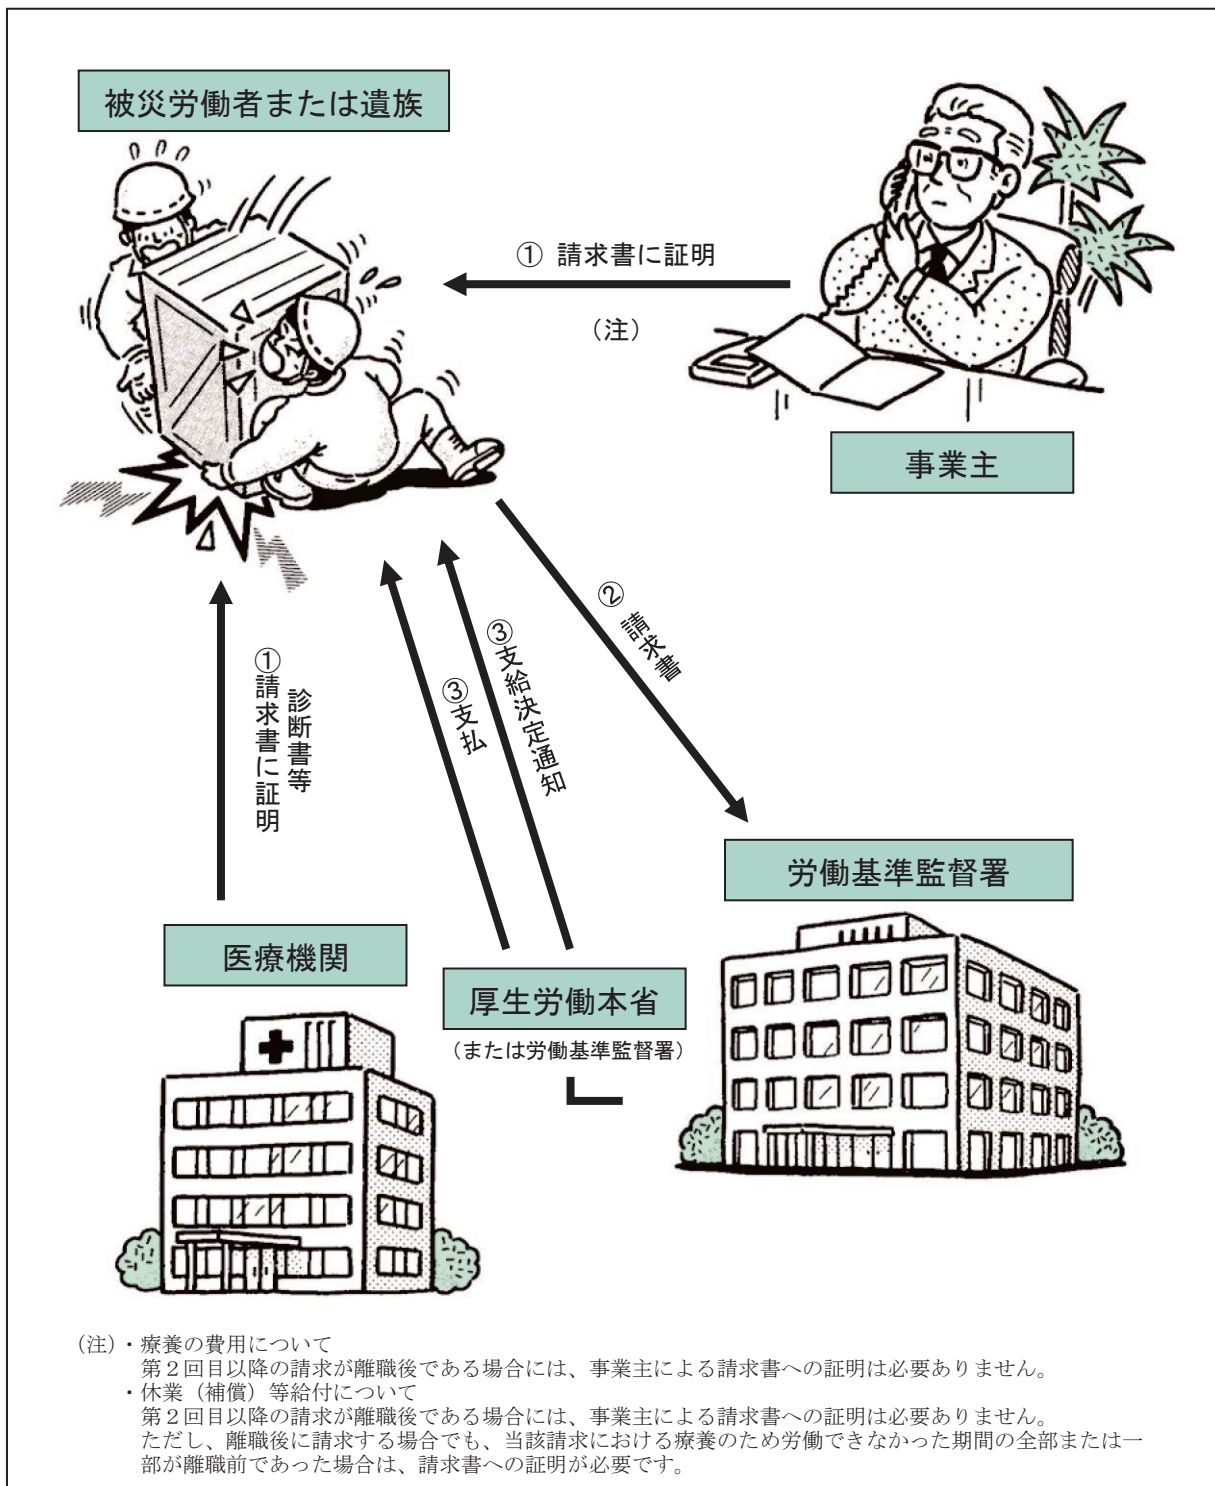 被災労働者または遺族
① 請求書に証明
（注）
事業主
②請求書
③支給決定通知
③支払
①請求書に証明
診断書等
労働基準監督署
医療機関
厚生労働本省
（または労働基準監督署）
（注）・療養の費用について
第２回目以降の請求が離職後である場合には、事業主による請求書への証明は必要ありません。
・休業（補償）等給付について
第２回目以降の請求が離職後である場合には、事業主による請求書への証明は必要ありません。
ただし、離職後に請求する場合でも、当該請求における療養のため労働できなかった期間の全部または一
部が離職前であった場合は、請求書への証明が必要です。